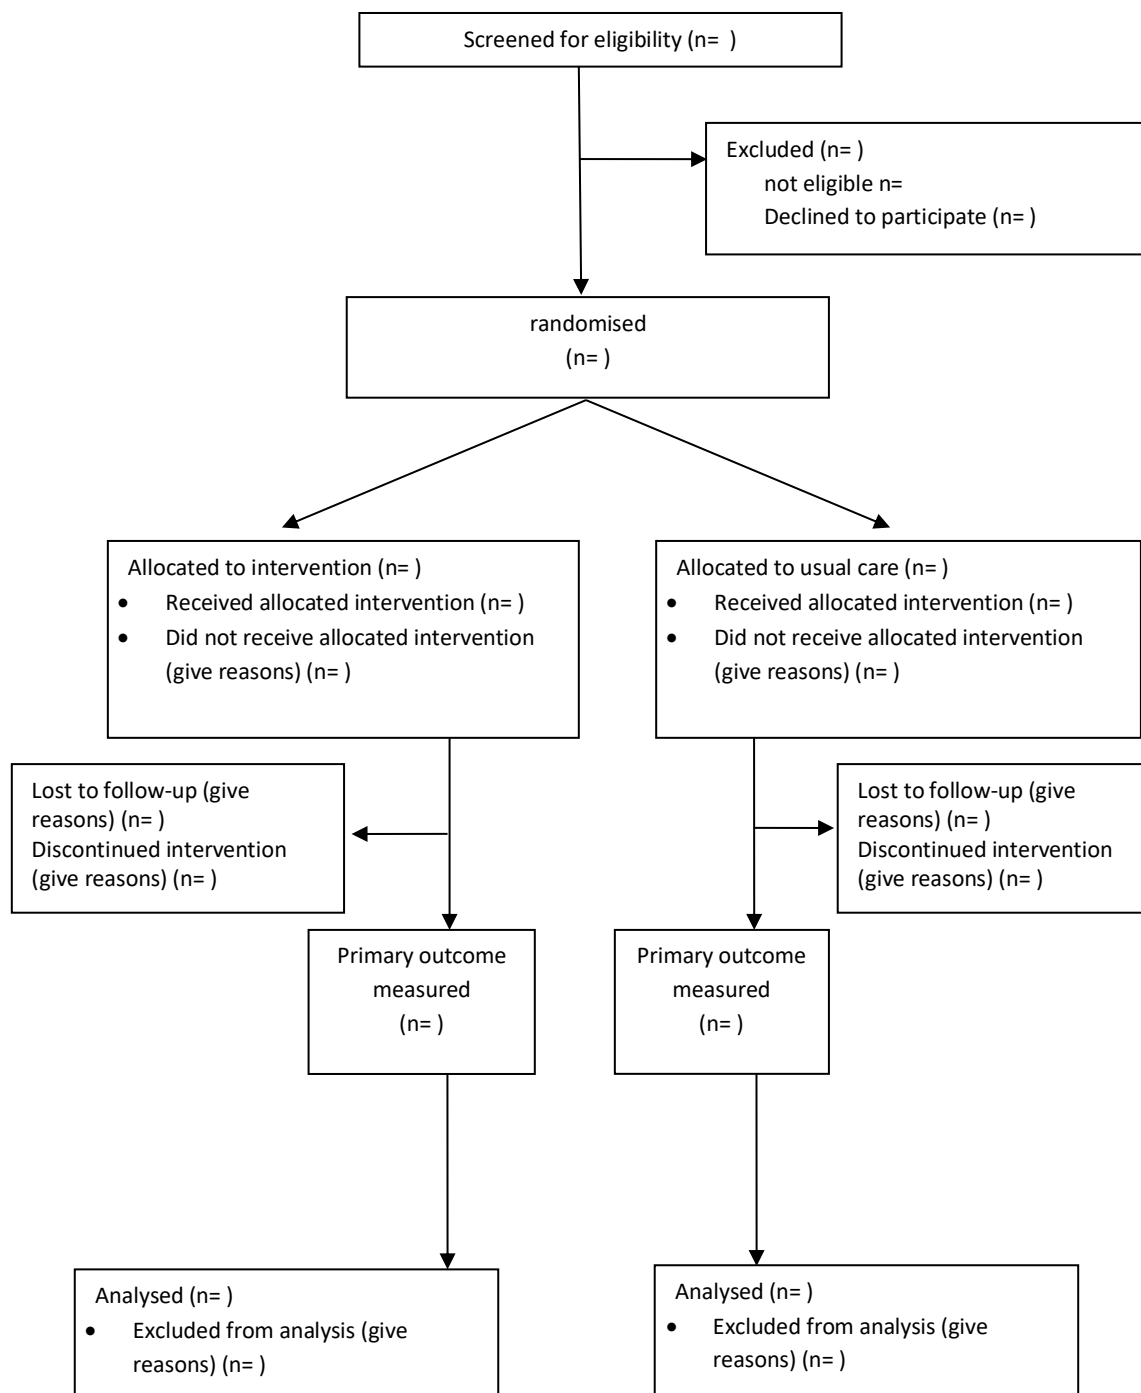 Screened for eligibility (n=  )
Excluded (n= )
not eligible n=
Declined to participate (n= )
randomised
(n= )
Allocated to intervention (n= )
• Received allocated intervention (n= )
• Did not receive allocated intervention
(give reasons) (n= )
Allocated to usual care (n= )
• Received allocated intervention (n= )
• Did not receive allocated intervention
(give reasons) (n= )
Lost to follow-up (give
reasons) (n= )
Discontinued intervention
(give reasons) (n= )
Lost to follow-up (give
reasons) (n= )
Discontinued intervention
(give reasons) (n= )
Primary outcome
measured
(n= )
Primary outcome
measured
(n= )
Analysed (n= )
• Excluded from analysis (give
reasons) (n= )
Analysed (n= )
• Excluded from analysis (give
reasons) (n= )